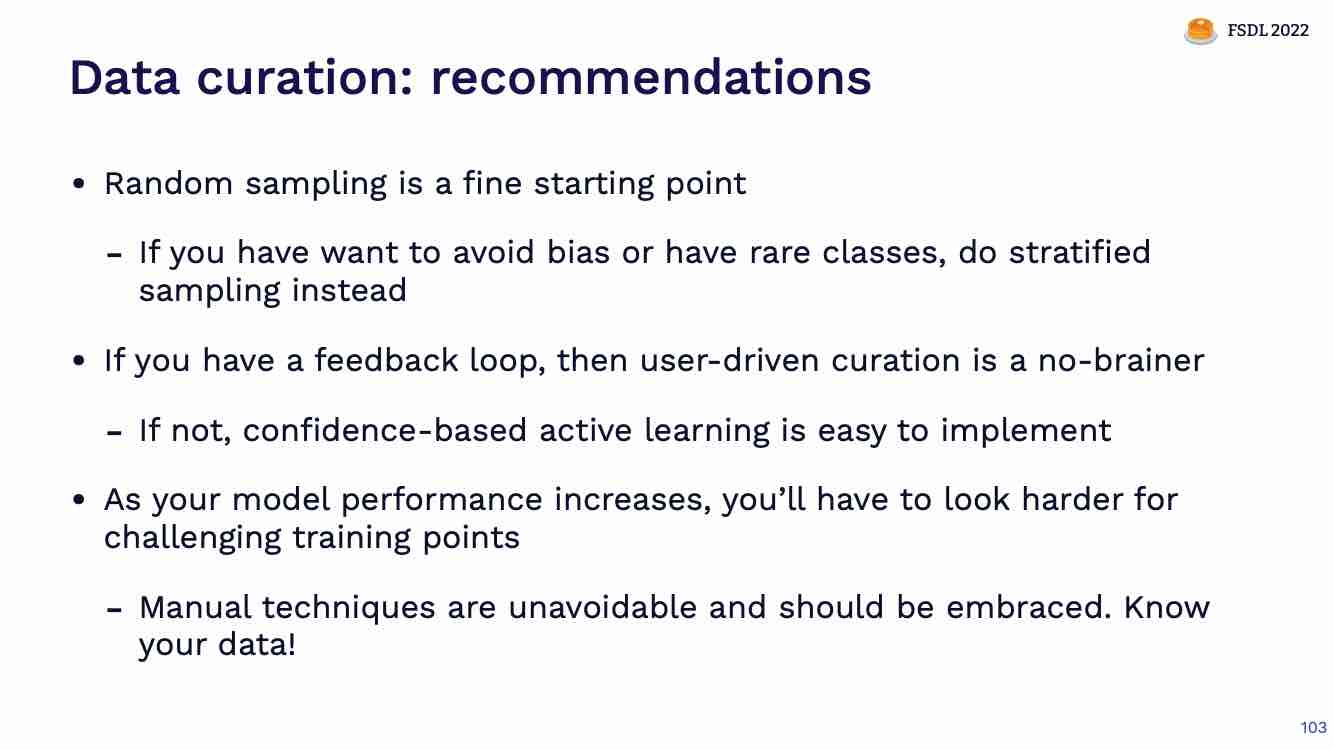 FSDL 2022
Data curation: recommendations
• Random sampling is a fine starting point
- If you have want to avoid bias or have rare classes, do stratified
sampling instead
• If you have a feedback loop, then user-driven curation is a no-brainer
- If not, confidence-based active learning is easy to implement
• As your model performance increases, you’ll have to look harder for
challenging training points
- Manual techniques are unavoidable and should be embraced. Know
your data!
103